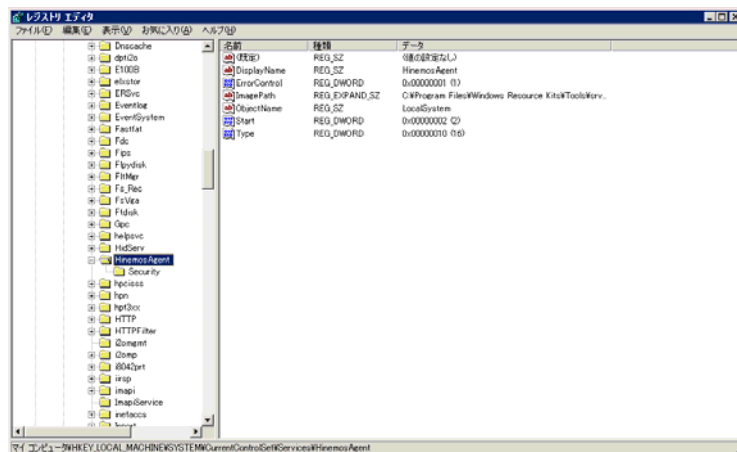 レジストリ エディタ
ファイル(F) 編集(E) 表示(V) お気に入り(A) ヘルプ(H)
Dnscache
dpti2o
E100B
elxstor
ERSvc
Eventlog
EventSystem
Fastfat
Fdc
Fips
Flpydisk
FltMgr
Fs_Rec
FsVga
Ftdisk
Gpc
helpsvc
HidServ
HinemosAgent
Security
hpcisss
hpn
hpt3xx
HTTP
HTTPFilter
i2omgmt
i2omp
i8042prt
iirsp
imapi
ImapiService
inetaccs
Inport
名前 種類 データ
(既定) REG_SZ (値の設定なし)
DisplayName REG_SZ HinemosAgent
ErrorControl REG_DWORD 0x00000001 (1)
ImagePath REG_EXPAND_SZ C:¥Program Files¥Windows Resource Kits¥Tools¥srv...
ObjectName REG_SZ LocalSystem
Start REG_DWORD 0x00000002 (2)
Type REG_DWORD 0x00000010 (16)
マイ コンピュータ¥HKEY_LOCAL_MACHINE¥SYSTEM¥CurrentControlSet¥Services¥HinemosAgent